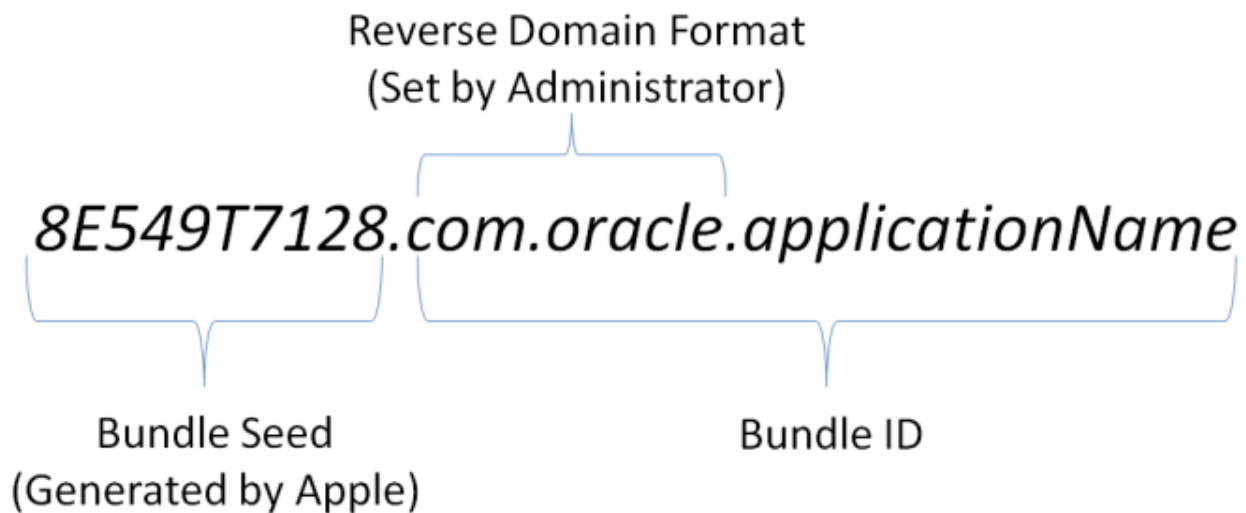 Reverse Domain Format
(Set by Administrator)
8E549T7128.com.oracle.applicationName
Bundle Seed
(Generated by Apple)
Bundle ID